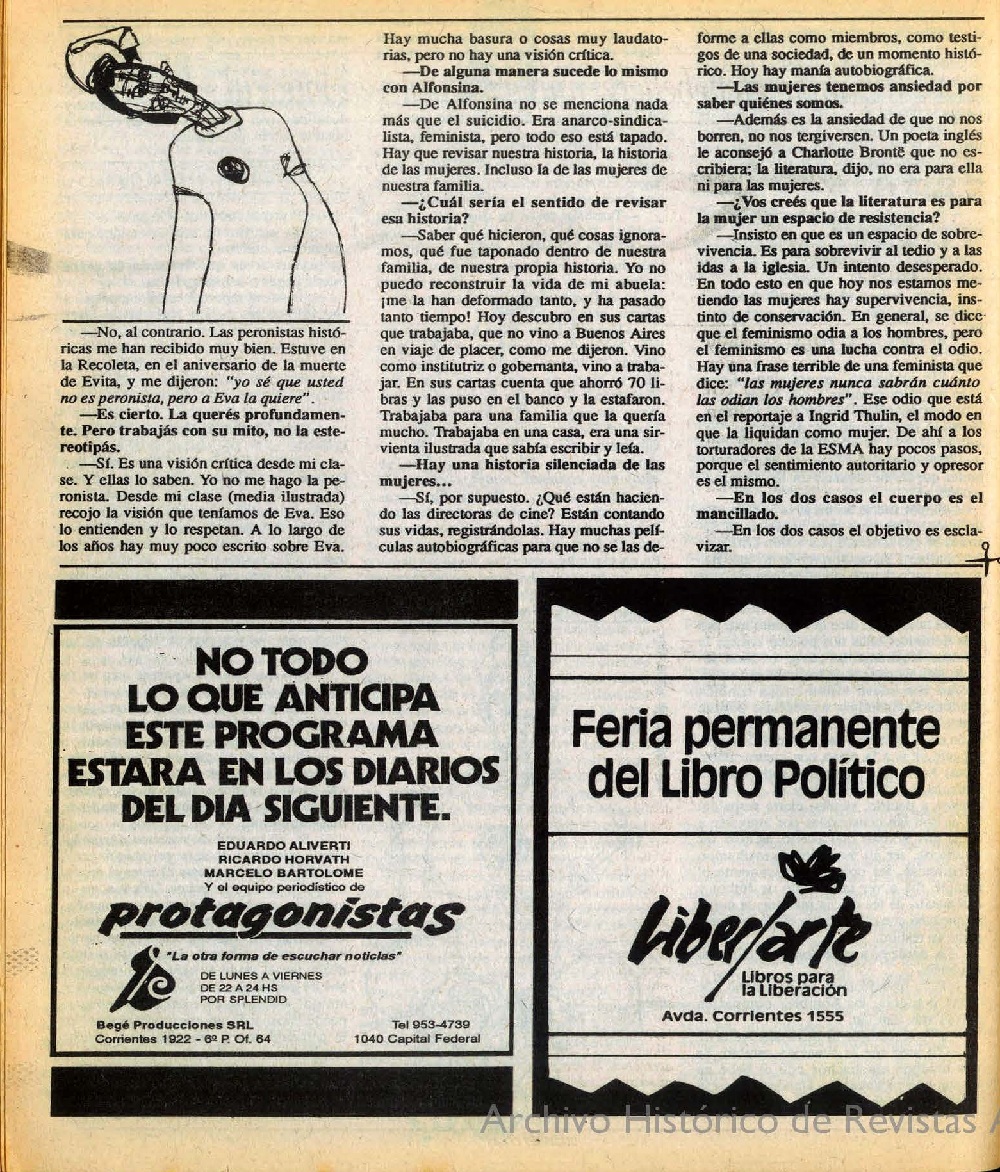 —No, al contrario. Las peronistas histó-
ricas me han recibido muy bien. Estuve en
la Recoleta, en el aniversario de la muerte
de Evita, y me dijeron: "yo sé que usted
no es peronista, pero a Eva la quiere".
—Es cierto. La querés profundamen-
te. Pero trabajás con su mito, no la este-
reotipás.
—Sí. Es una visión crítica desde mi cla-
se. Y ellas lo saben. Yo no me hago la pe-
ronista. Desde mi clase (media ilustrada)
recojo la visión que teníamos de Eva. Eso
lo entienden y lo respetan. A lo largo de
los años hay muy poco escrito sobre Eva.
Hay mucha basura o cosas muy laudato-
rias, pero no hay una visión crítica.
—De alguna manera sucede lo mismo
con Alfonsina.
—De Alfonsina no se menciona nada
más que el suicidio. Era anarco-sindica-
lista, feminista, pero todo eso está tapado.
Hay que revisar nuestra historia, la historia
de las mujeres. Incluso la de las mujeres de
nuestra familia.
—¿Cuál sería el sentido de revisar
esa historia?
—Saber qué hicieron, qué cosas ignora-
mos, qué fue taponado dentro de nuestra
familia, de nuestra propia historia. Yo no
puedo reconstruir la vida de mi abuela:
¡me la han deformado tanto, y ha pasado
tanto tiempo! Hoy descubro en sus cartas
que trabajaba, que no vino a Buenos Aires
en viaje de placer, como me dijeron. Vino
como institutriz o gobernanta, vino a traba-
jar. En sus cartas cuenta que ahorró 70 li-
bras y las puso en el banco y la estafaron.
Trabajaba para una familia que la quería
mucho. Trabajaba en una casa, era una sir-
vienta ilustrada que sabía escribir y leía.
—Hay una historia silenciada de las
mujeres...
—Sí, por supuesto. ¿Qué están hacien-
do las directoras de cine? Están contando
sus vidas, registrándolas. Hay muchas pelí-
culas autobiográficas para que no se las de-
forme a ellas como miembros, como testi-
gos de una sociedad, de un momento histó-
rico. Hoy hay manía autobiográfica.
—Las mujeres tenemos ansiedad por
saber quiénes somos.
—Además es la ansiedad de que no nos
borren, no nos tergiversen. Un poeta inglés
le aconsejó a Charlotte Brontë que no es-
cribiera; la literatura, dijo, no era para ella
ni para las mujeres.
—¿Vos creés que la literatura es para
la mujer un espacio de resistencia?
—Insisto en que es un espacio de sobre-
vivencia. Es para sobrevivir al tedio y a las
idas a la iglesia. Un intento desesperado.
En todo esto en que hoy nos estamos me-
tiendo las mujeres hay supervivencia, ins-
tinto de conservación. En general, se dice
que el feminismo odia a los hombres, pero
el feminismo es una lucha contra el odio.
Hay una frase terrible de una feminista que
dice: "las mujeres nunca sabrán cuánto
las odian los hombres". Ese odio que está
en el reportaje a Ingrid Thulin, el modo en
que la liquidan como mujer. De ahí a los
torturadores de la ESMA hay pocos pasos,
porque el sentimiento autoritario y opresor
es el mismo.
—En los dos casos el cuerpo es el
mancillado.
—En los dos casos el objetivo es escla-
vizar.
NO TODO
LO QUE ANTICIPA
ESTE PROGRAMA
ESTARA EN LOS DIARIOS
DEL DIA SIGUIENTE.
EDUARDO ALIVERTI
RICARDO HORVATH
MARCELO BARTOLOME
Y el equipo periodístico de
protagonistas
"La otra forma de escuchar noticias"
DE LUNES A VIERNES
DE 22 A 24 HS
POR SPLENDID
Begé Producciones SRL Tel 953-4739
Corrientes 1922 - 6º P. Of. 64 1040 Capital Federal
Feria permanente
del Libro Político
Liberarte
Libros para
la Liberación
Avda. Corrientes 1555
Archivo Histórico de Revistas A